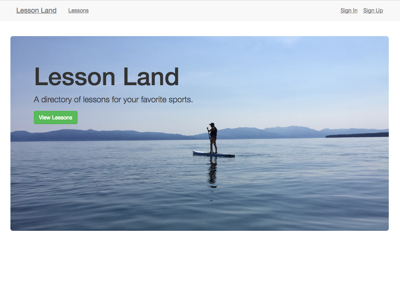 Lesson Land Lessons Sign In Sign Up
Lesson Land
A directory of lessons for your favorite sports.
View Lessons